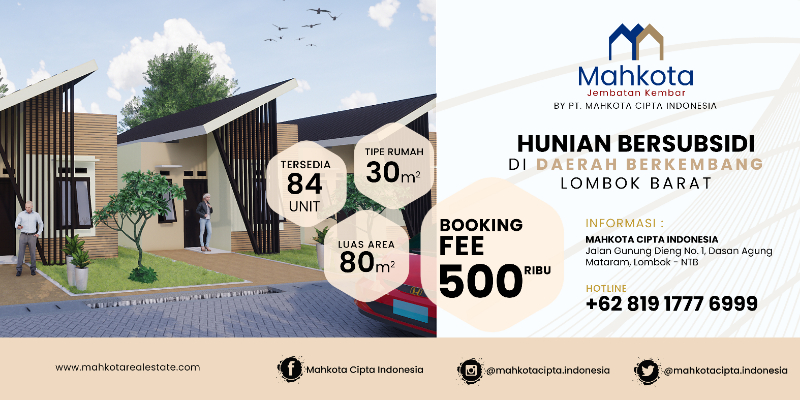 Mahkota
Jembatan Kembar
BY PT. MAHKOTA CIPTA INDONESIA
HUNIAN BERSUBSIDI
DI DAERAH BERKEMBANG
LOMBOK BARAT
TERSEDIA
84
UNIT
TIPE RUMAH
30m²
LUAS AREA
80m²
BOOKING
FEE
500 RIBU
INFORMASI :
MAHKOTA CIPTA INDONESIA
Jalan Gunung Dieng No. 1, Dasan Agung
Mataram, Lombok - NTB
HOTLINE
+62 819 1777 6999
www.mahkotarealestate.com
Mahkota Cipta Indonesia
@mahkotacipta.indonesia
@mahkotacipta.indonesia